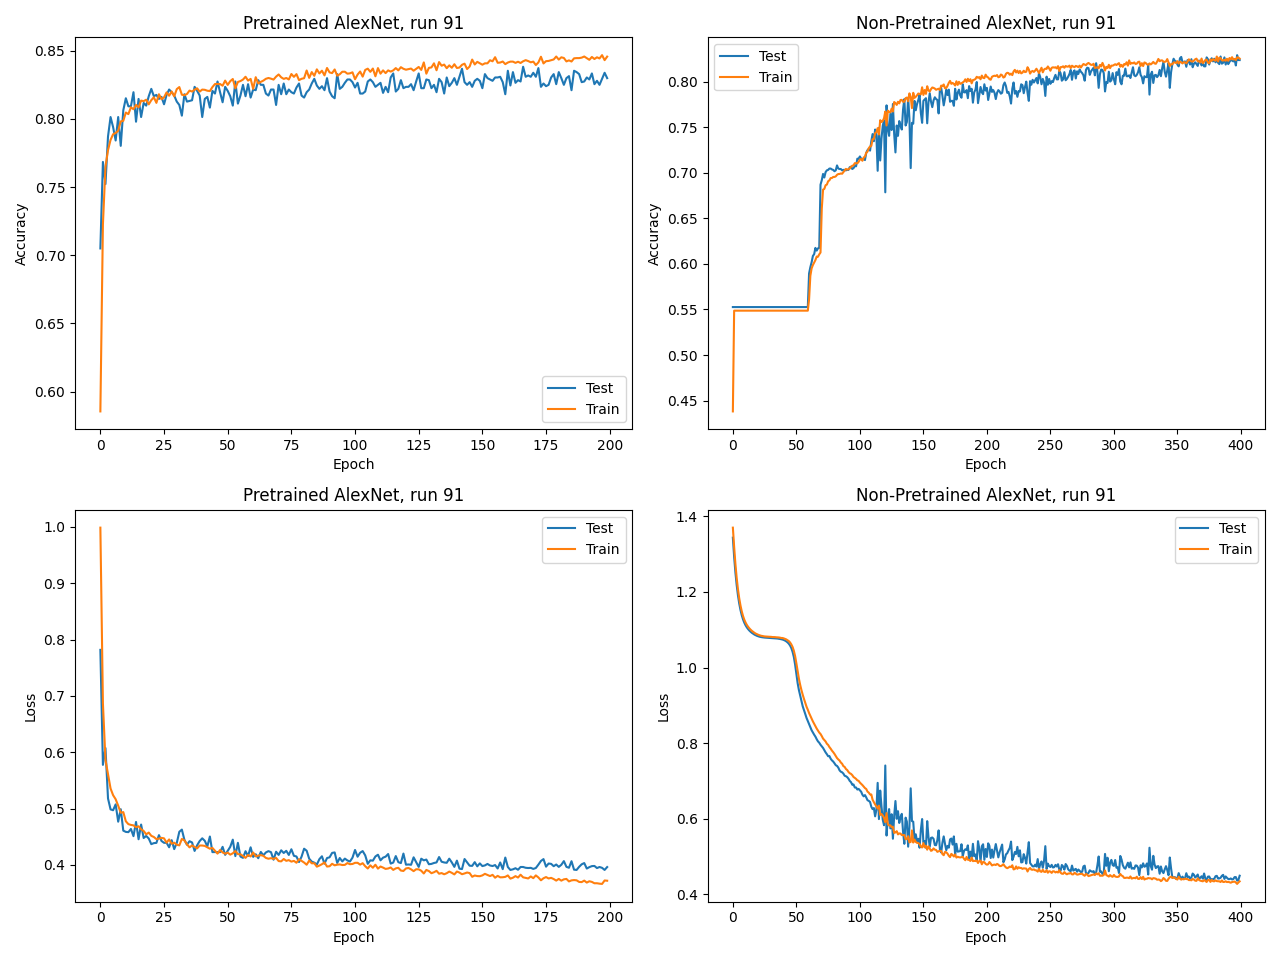 Pretrained AlexNet, run 91
0.85
0.80
0.75
0.70
0.65
0.60
Accuracy
Test
Train
0 25 50 75 100 125 150 175 200
Epoch
Non-Pretrained AlexNet, run 91
Test
Train
0.80
0.75
0.70
0.65
0.60
0.55
0.50
0.45
Accuracy
0 50 100 150 200 250 300 350 400
Epoch
Pretrained AlexNet, run 91
Test
Train
1.0
0.9
0.8
0.7
0.6
0.5
0.4
Loss
0 25 50 75 100 125 150 175 200
Epoch
Non-Pretrained AlexNet, run 91
Test
Train
1.4
1.2
1.0
0.8
0.6
0.4
Loss
0 50 100 150 200 250 300 350 400
Epoch